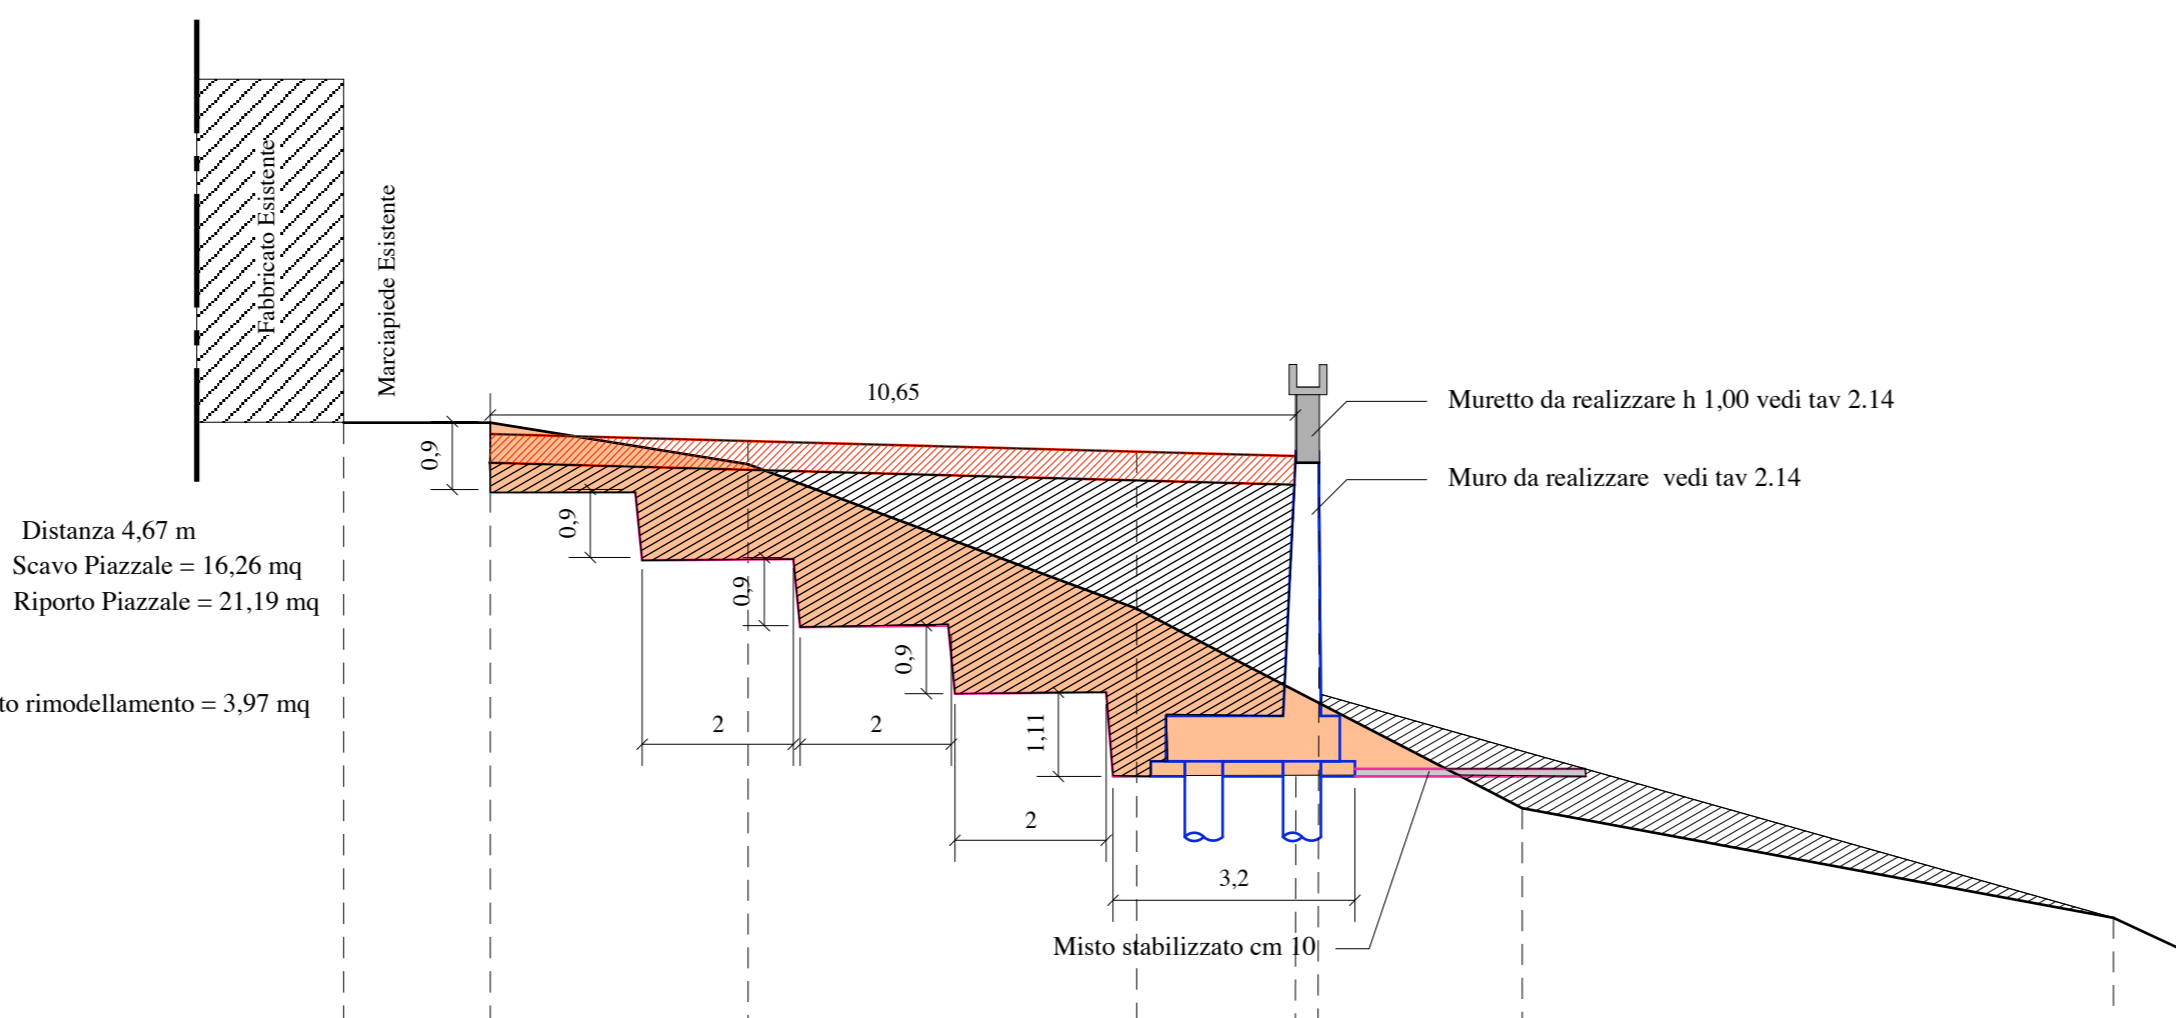 Fabbricato Esistente
Marciapiede Esistente
10,65
Muretto da realizzare h 1,00 vedi tav 2.14
Muro da realizzare vedi tav 2.14
0,9
0,9
0,9
0,9
1,11
Distanza 4,67 m
Scavo Piazzale = 16,26 mq
Riporto Piazzale = 21,19 mq
to rimodellamento = 3,97 mq
2
2
2
3,2
Misto stabilizzato cm 10